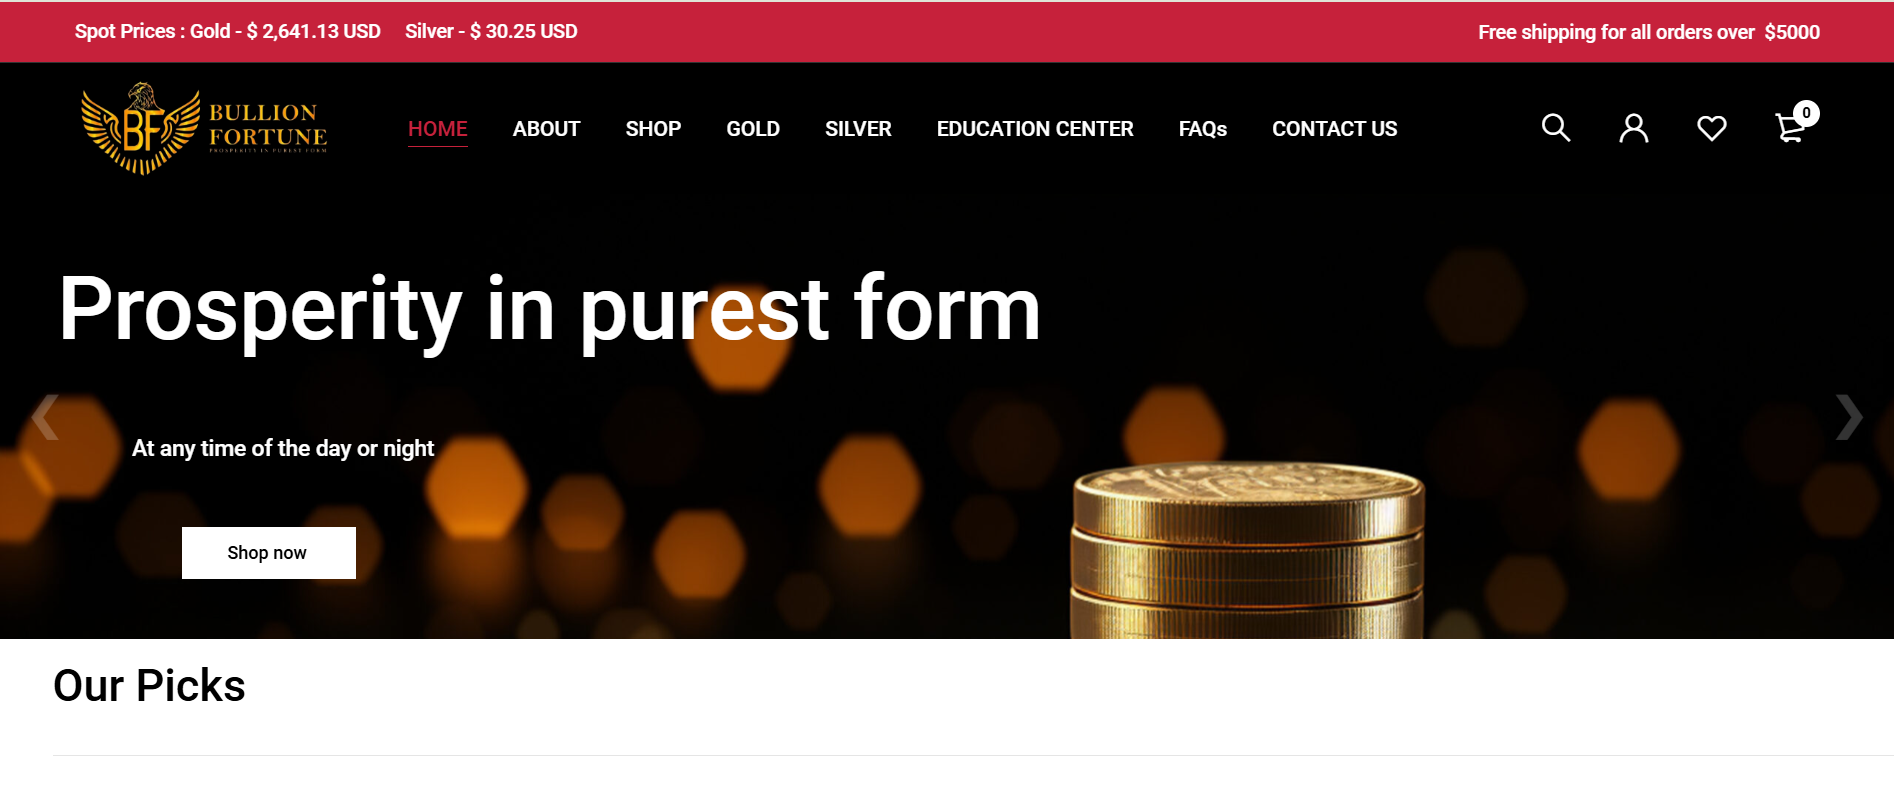 Spot Prices : Gold - $ 2,641.13 USD Silver - $ 30.25 USD
Free shipping for all orders over $5000
BF
BULLION
FORTUNE
PROSPERITY IN PUREST FORM
HOME ABOUT SHOP GOLD SILVER EDUCATION CENTER FAQs CONTACT US
0
Prosperity in purest form
At any time of the day or night
Shop now
Our Picks